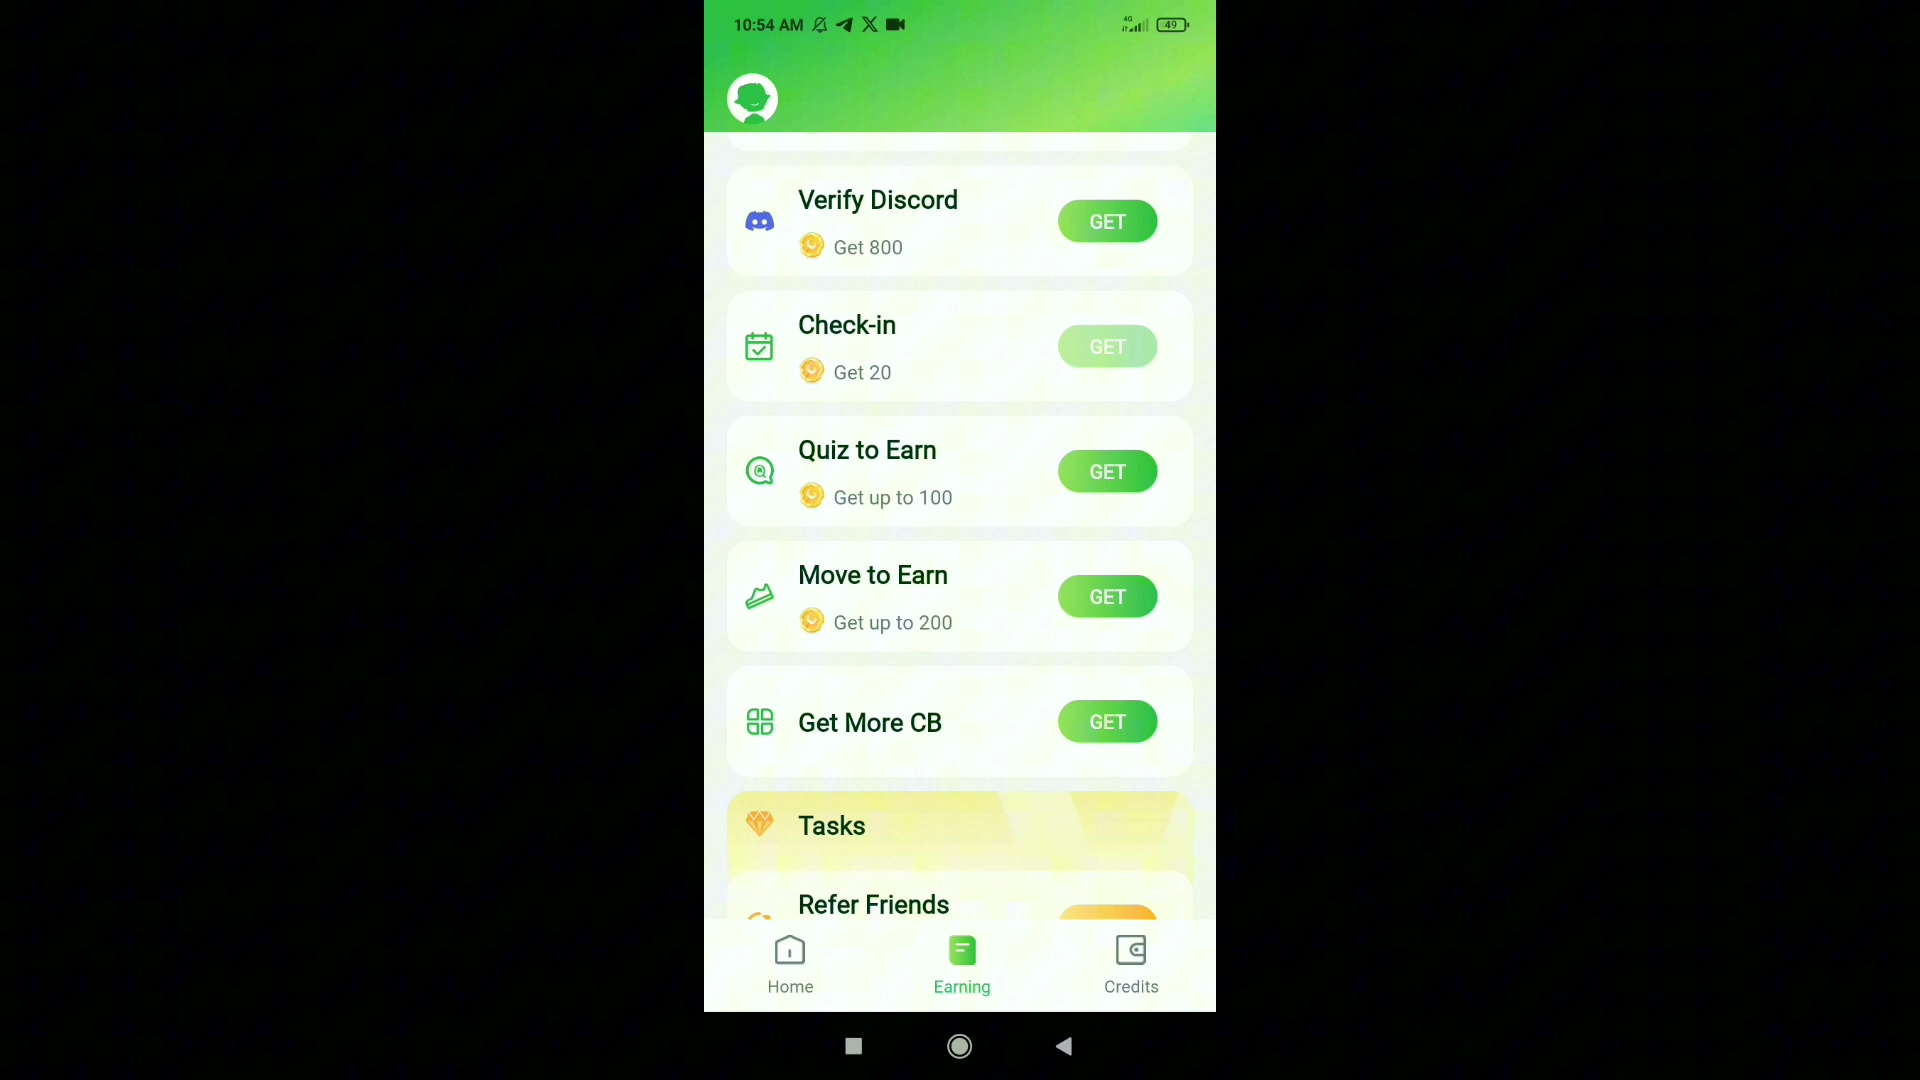 10:54 AM
4G
49
Verify Discord
Get 800
GET
Check-in
Get 20
GET
Quiz to Earn
Get up to 100
GET
Move to Earn
Get up to 200
GET
Get More CB
GET
Tasks
Refer Friends
Home
Earning
Credits